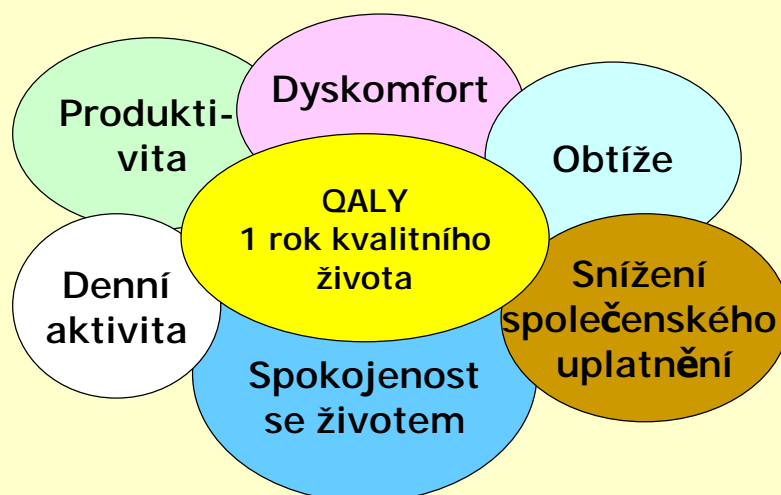 Dyskomfort
Produkti-
vita
Obtíže
QALY
1 rok kvalitního
života
Denní
aktivita
Snížení
společenského
uplatnění
Spokojenost
se životem